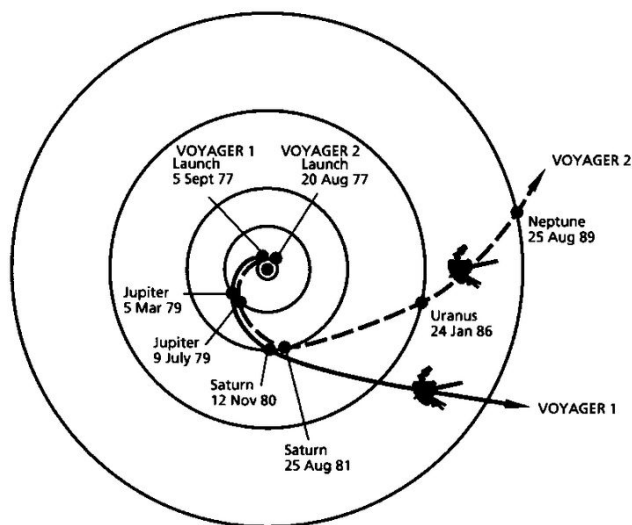 VOYAGER 1
Launch
5 Sept 77
VOYAGER 2
Launch
20 Aug 77
VOYAGER 2
Neptune
25 Aug 89
Jupiter
5 Mar 79
Uranus
24 Jan 86
Jupiter
9 July 79
Saturn
12 Nov 80
VOYAGER 1
Saturn
25 Aug 81